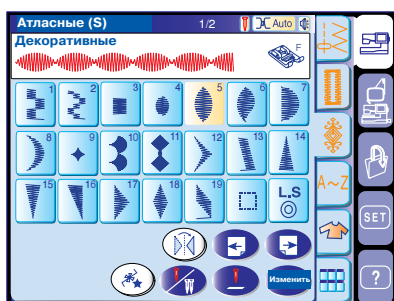 Атласные (S) 1/2 Auto
Декоративные F
1 2 3 4 5 6 7
8 9 10 11 12 13 14
15 16 17 18 19 L.S
A~Z
SET
Изменить
?